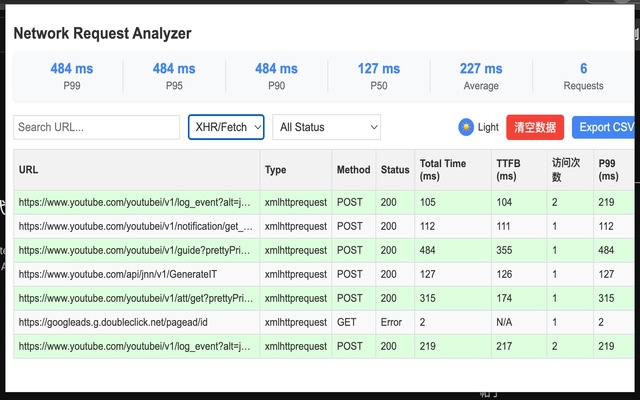 Network Request Analyzer
484 ms 484 ms 484 ms 127 ms 227 ms 6
P99 P95 P90 P50 Average Requests
Search URL... XHR/Fetch All Status Light 清空数据 Export CSV
URL Type Method Status Total Time (ms) TTFB (ms) 访问次数 P99 (ms)
https://www.youtube.com/youtubei/v1/log_event?alt=j... xmlhttprequest POST 200 105 104 2 219
https://www.youtube.com/youtubei/v1/notification/get_... xmlhttprequest POST 200 112 111 1 112
https://www.youtube.com/youtubei/v1/guide?prettyPri... xmlhttprequest POST 200 484 355 1 484
https://www.youtube.com/api/jnn/v1/GenerateIT xmlhttprequest POST 200 127 126 1 127
https://www.youtube.com/youtubei/v1/att/get?prettyPri... xmlhttprequest POST 200 315 174 1 315
https://googleads.g.doubleclick.net/pagead/id xmlhttprequest GET Error 2 N/A 1 2
https://www.youtube.com/youtubei/v1/log_event?alt=j... xmlhttprequest POST 200 219 217 2 219